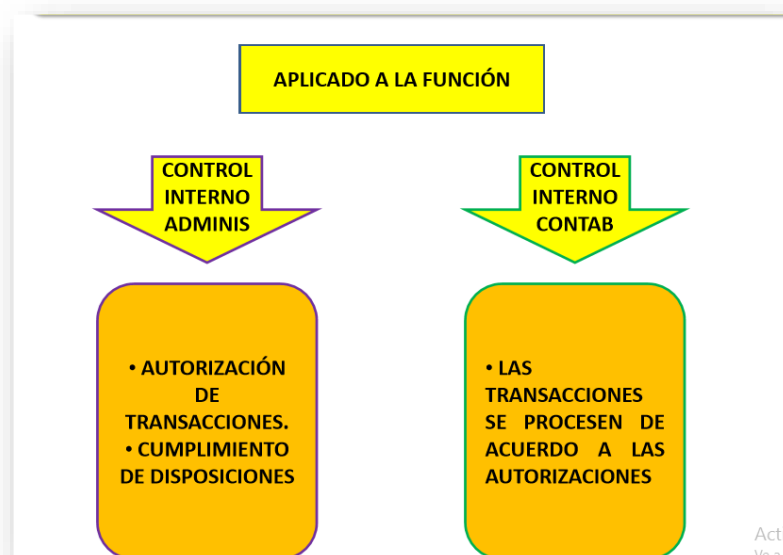 APLICADO A LA FUNCIÓN
CONTROL
INTERNO
ADMINIS
CONTROL
INTERNO
CONTAB
• AUTORIZACIÓN
DE
TRANSACCIONES.
• CUMPLIMIENTO
DE DISPOSICIONES
• LAS
TRANSACCIONES
SE PROCESEN DE
ACUERDO A LAS
AUTORIZACIONES
Act